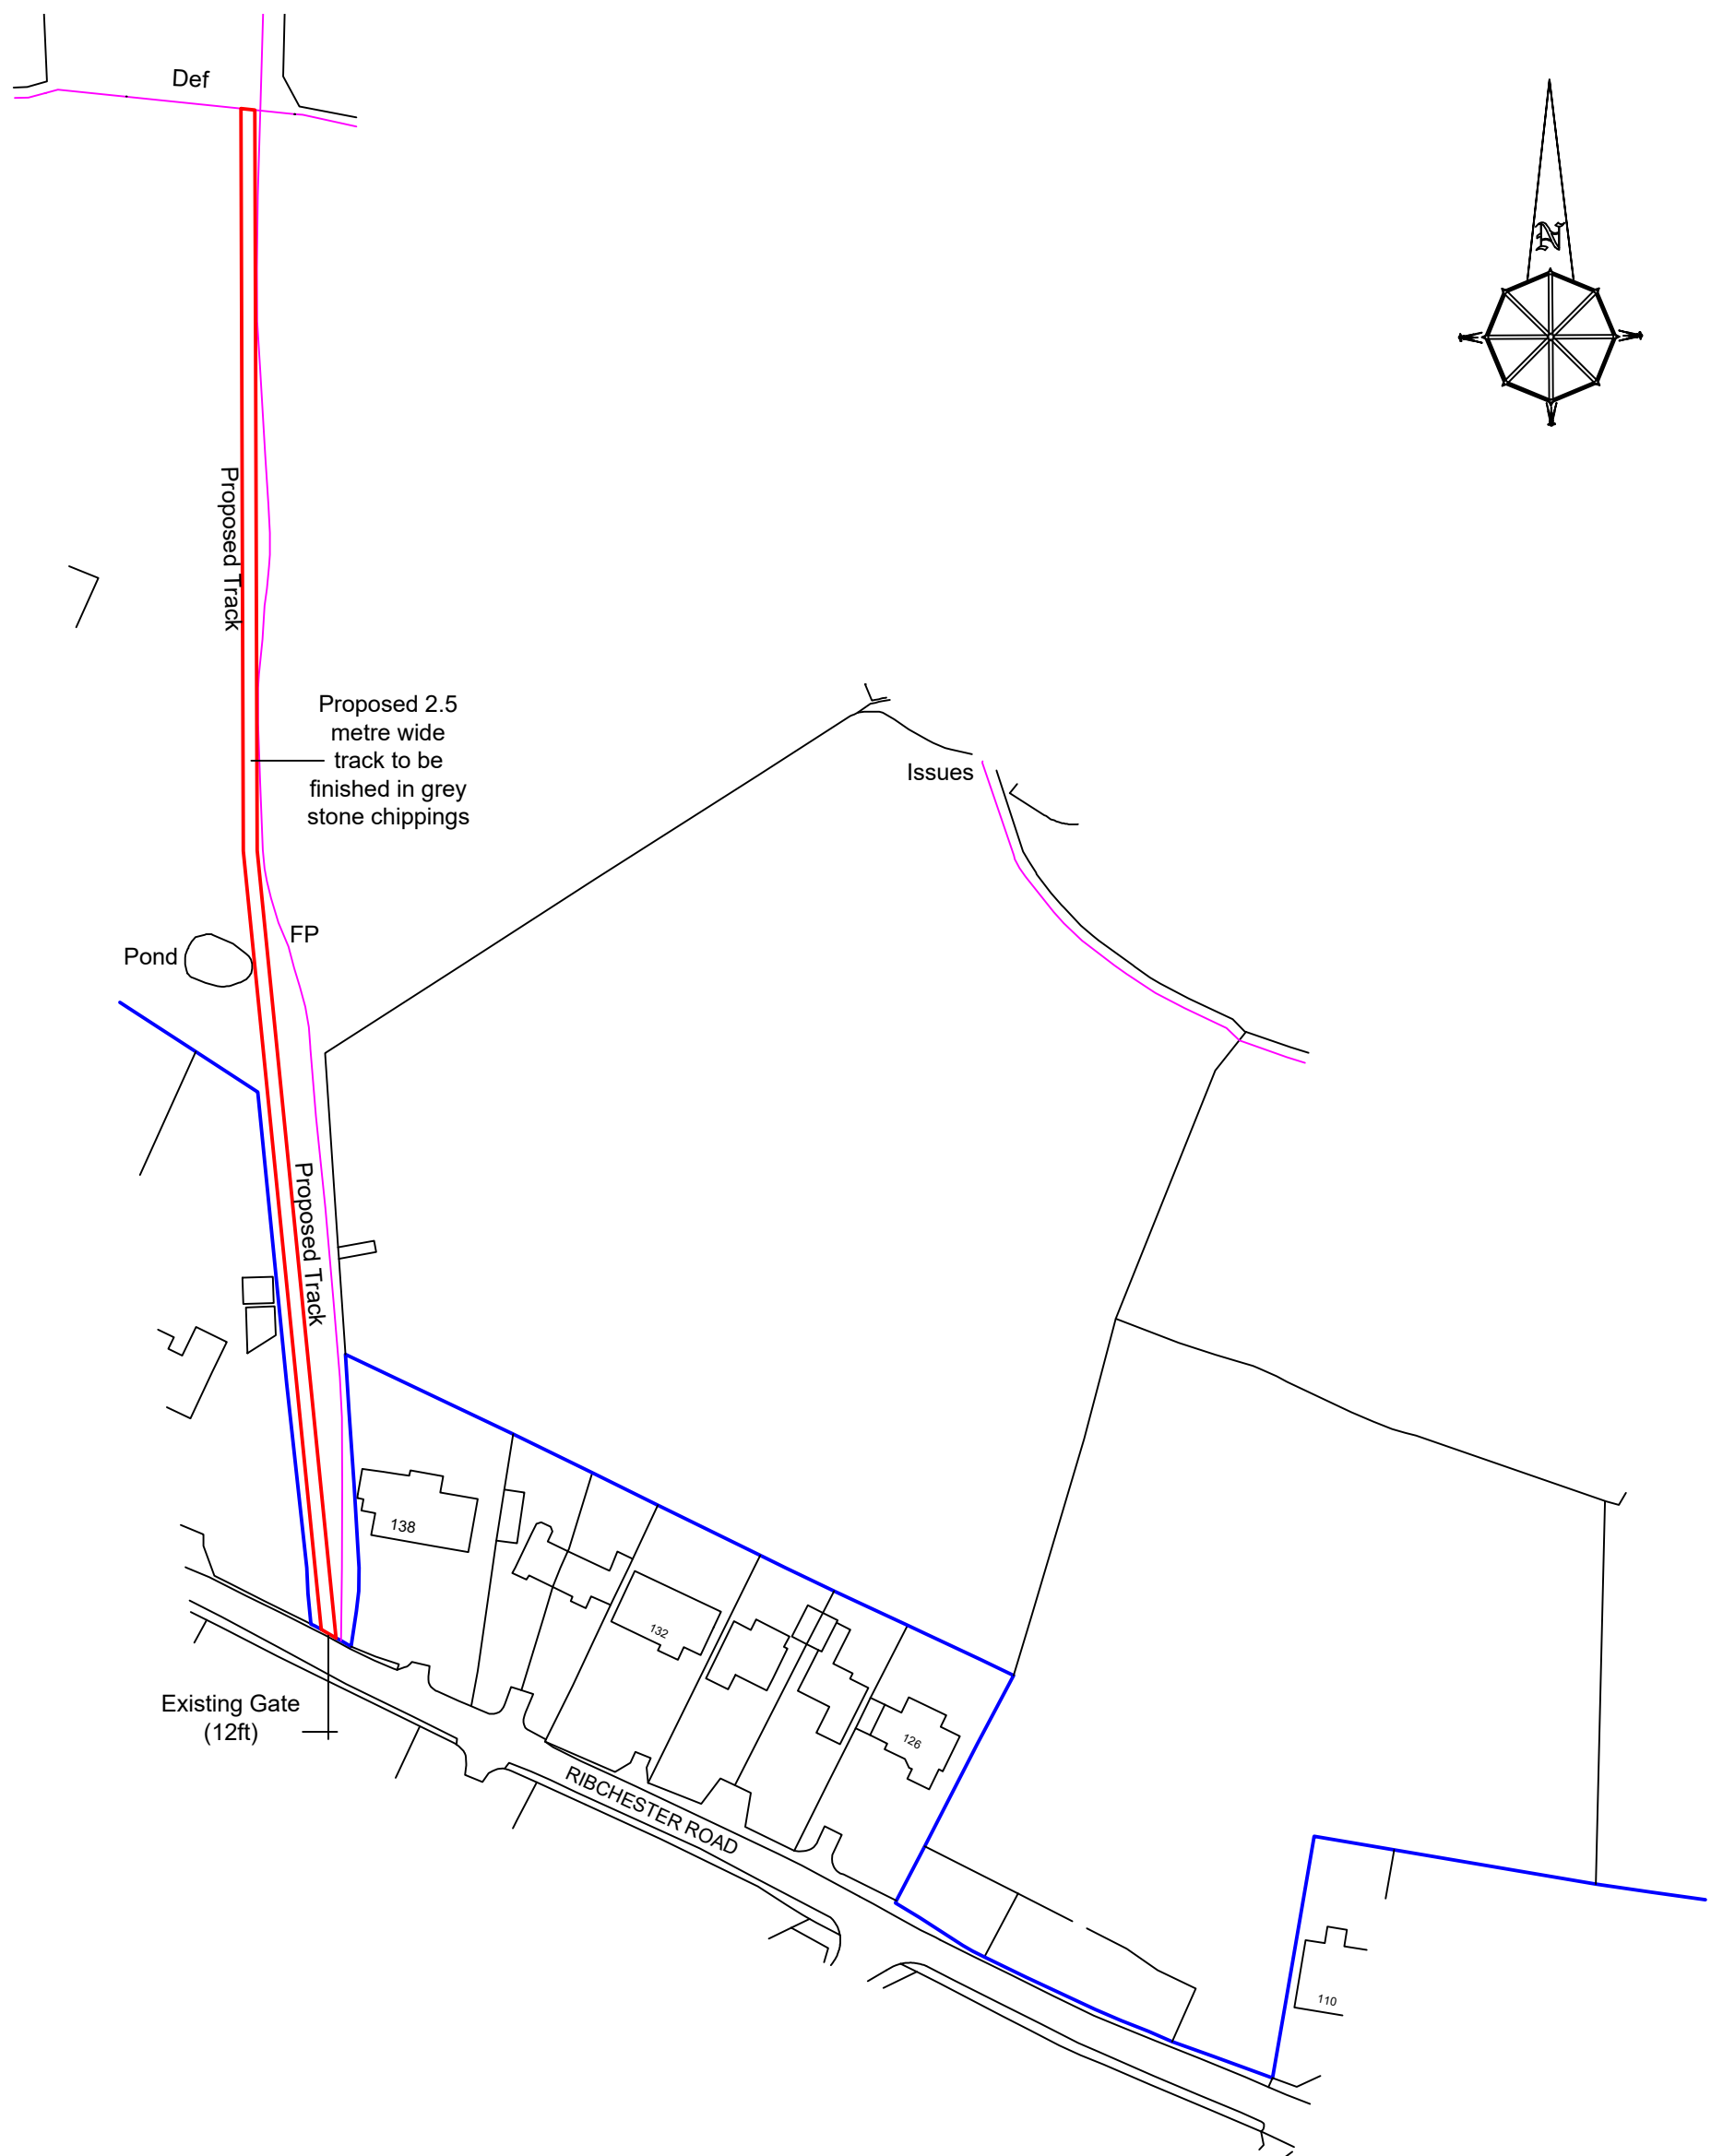 Def
N
Proposed Track
Proposed 2.5
metre wide
track to be
finished in grey
stone chippings
Issues
FP
Pond
Proposed Track
138
132
126
Existing Gate
(12ft)
RIBCHESTER ROAD
110